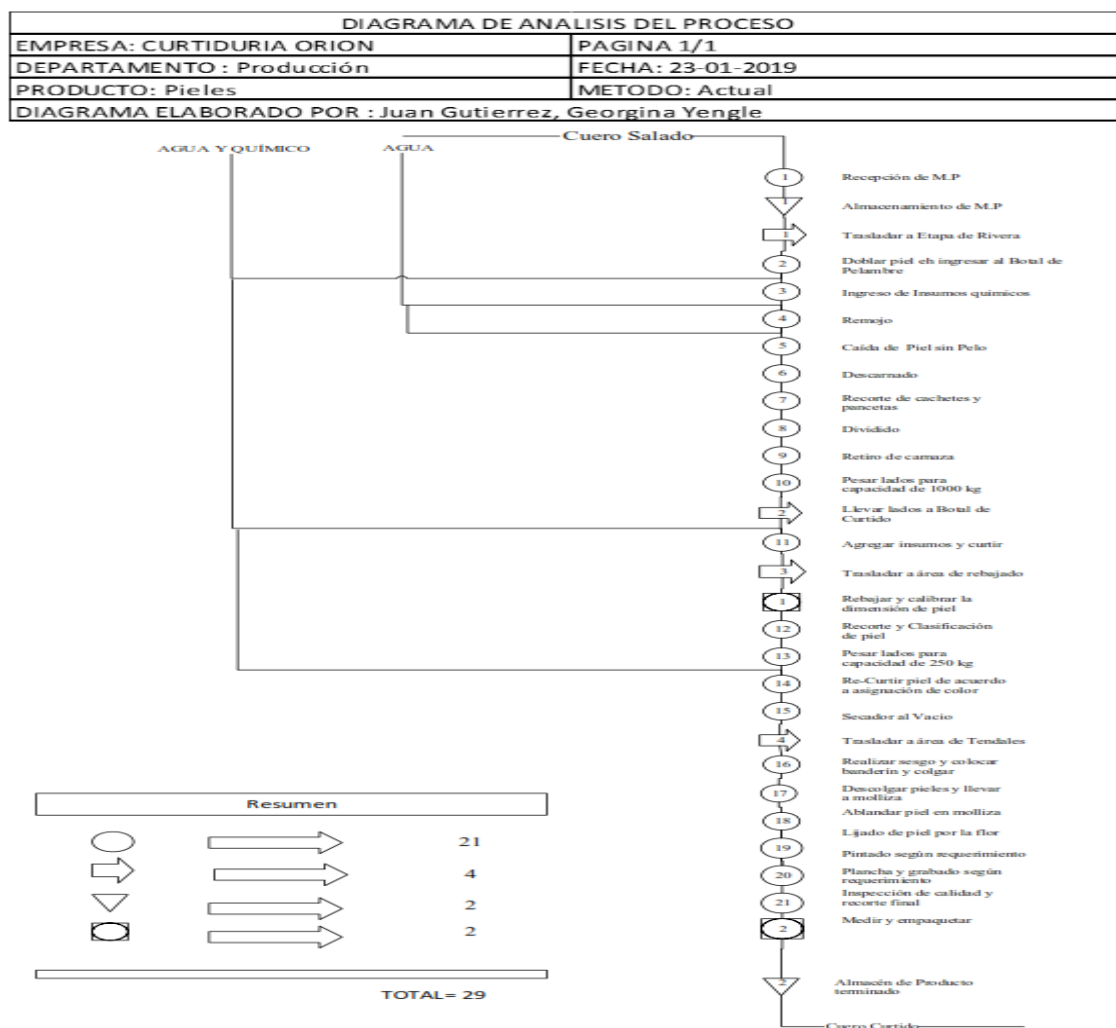 DIAGRAMA DE ANALISIS DEL PROCESO
EMPRESA: CURTIDURIA ORION
PAGINA 1/1
DEPARTAMENTO : Producción
FECHA: 23-01-2019
PRODUCTO: Pieles
METODO: Actual
DIAGRAMA ELABORADO POR : Juan Gutierrez, Georgina Yengle
Cuero Salado
AGUA Y QUÍMICO
AGUA
1
Recepción de M.P
1
Almacenamiento de M.P
1
Trasladar a Etapa de Rivera
2
Doblar piel eh ingresar al Botal de
Pelambre
3
Ingreso de Insumos químicos
4
Remojo
5
Caída de Piel sin Pelo
6
Descarnado
7
Recorte de cachetes y
pancetas
8
Dividido
9
Retiro de carnaza
10
Pesar lados para
capacidad de 1000 kg
2
Llevar lados a Botal de
Curtido
11
Agregar insumos y curtir
3
Trasladar a área de rebajado
1
Rebajar y calibrar la
dimensión de piel
12
Recorte y Clasificación
de piel
13
Pesar lados para
capacidad de 250 kg
14
Re-Curtir piel de acuerdo
a asignación de color
15
Secador al Vacio
4
Trasladar a área de Tendales
16
Realizar sesgo y colocar
banderín y colgar
17
Descolgar pieles y llevar
a molliza
18
Ablandar piel en molliza
Lijado de piel por la flor
19
Pintado según requerimiento
20
Plancha y grabado según
requerimiento
21
Inspección de calidad y
recorte final
2
Medir y empaquetar
2
Almacén de Producto
terminado
Cuero Curtido
Resumen
21
4
2
2
TOTAL= 29